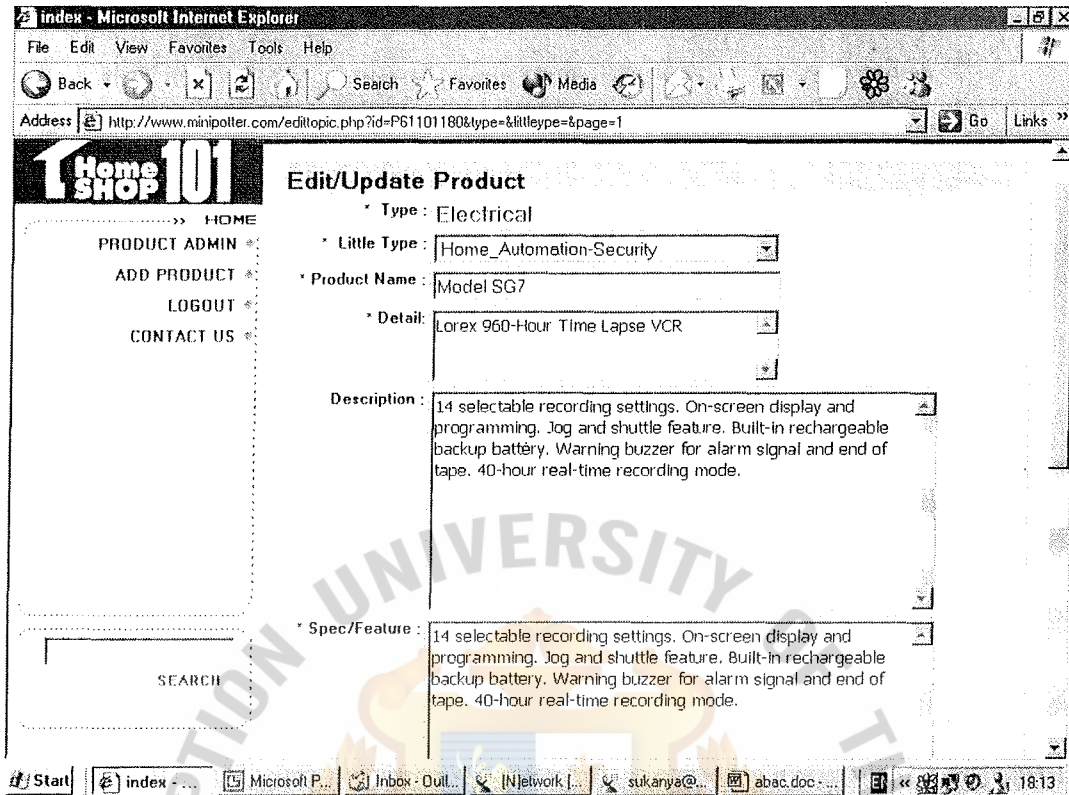 index - Microsoft Internet Explorer
File Edit View Favorites Tools Help
Back Search Favorites Media
Address http://www.minipotter.com/edittopic.php?id=P61101180&type=&littleype=&page=1 Go Links »
Home SHOP 101
Edit/Update Product
›› HOME
PRODUCT ADMIN
ADD PRODUCT
LOGOUT
CONTACT US
* Type : Electrical
* Little Type : Home_Automation-Security
* Product Name : Model SG7
* Detail: Lorex 960-Hour Time Lapse VCR
Description : 14 selectable recording settings. On-screen display and
programming. Jog and shuttle feature. Built-in rechargeable
backup battery. Warning buzzer for alarm signal and end of
tape. 40-hour real-time recording mode.
* Spec/Feature : 14 selectable recording settings. On-screen display and
programming. Jog and shuttle feature. Built-in rechargeable
backup battery. Warning buzzer for alarm signal and end of
tape. 40-hour real-time recording mode.
SEARCH
UNIVERSITY OF
Start index - ... Microsoft P... Inbox - Outl... [N]etwork [... sukanya@... abac.doc - ... « 18:13